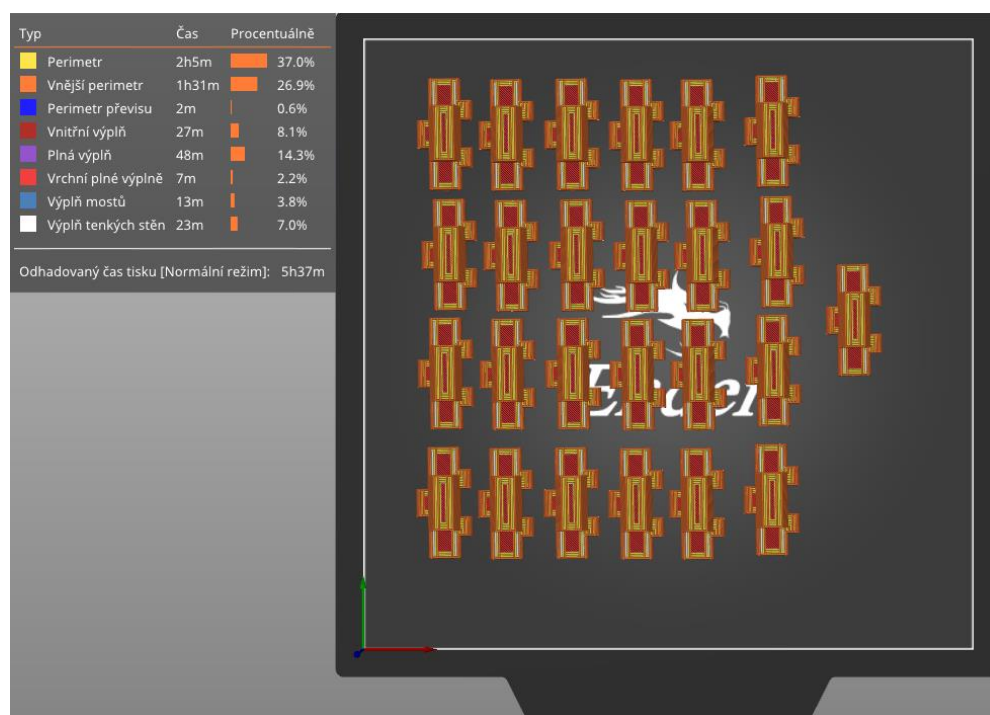 Typ Čas Procentuálně
Perimetr 2h5m 37.0%
Vnější perimetr 1h31m 26.9%
Perimetr převisu 2m 0.6%
Vnitřní výplň 27m 8.1%
Plná výplň 48m 14.3%
Vrchní plné výplně 7m 2.2%
Výplň mostů 13m 3.8%
Výplň tenkých stěn 23m 7.0%
Odhadovaný čas tisku [Normální režim]: 5h37m